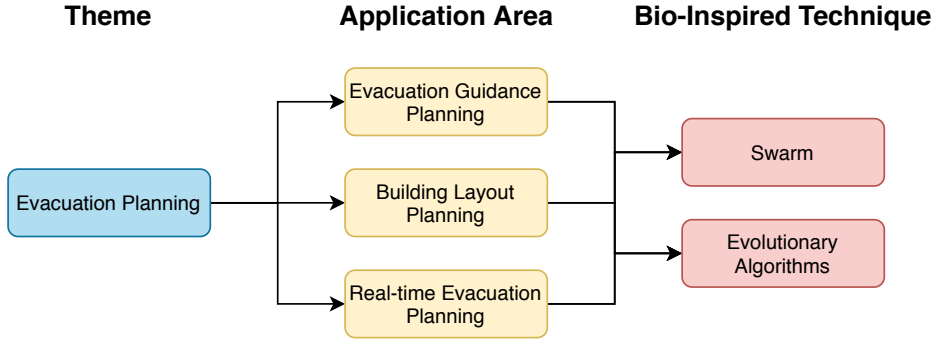 Theme
Application Area
Bio-Inspired Technique
Evacuation Planning
Evacuation Guidance
Planning
Building Layout
Planning
Real-time Evacuation
Planning
Swarm
Evolutionary
Algorithms